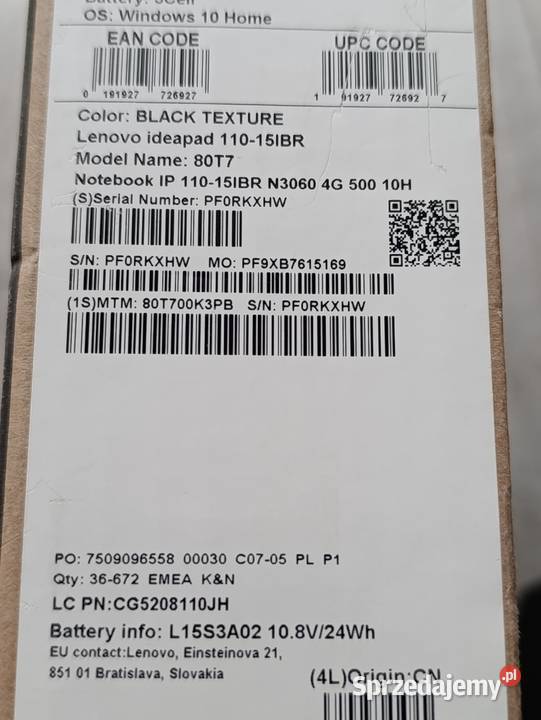 Battery: 3Cell
OS: Windows 10 Home
EAN CODE UPC CODE
0 191927 726927 1 91927 72692 7
Color: BLACK TEXTURE
Lenovo ideapad 110-15IBR
Model Name: 80T7
Notebook IP 110-15IBR N3060 4G 500 10H
(S)Serial Number: PF0RKXHW
S/N: PF0RKXHW MO: PF9XB7615169
(1S)MTM: 80T700K3PB S/N: PF0RKXHW
PO: 7509096558 00030 C07-05 PL P1
Qty: 36-672 EMEA K&N
LC PN:CG5208110JH
Battery info: L15S3A02 10.8V/24Wh
EU contact:Lenovo, Einsteinova 21,
851 01 Bratislava, Slovakia
(4L)Origin:CN
Sprzedajemy.pl